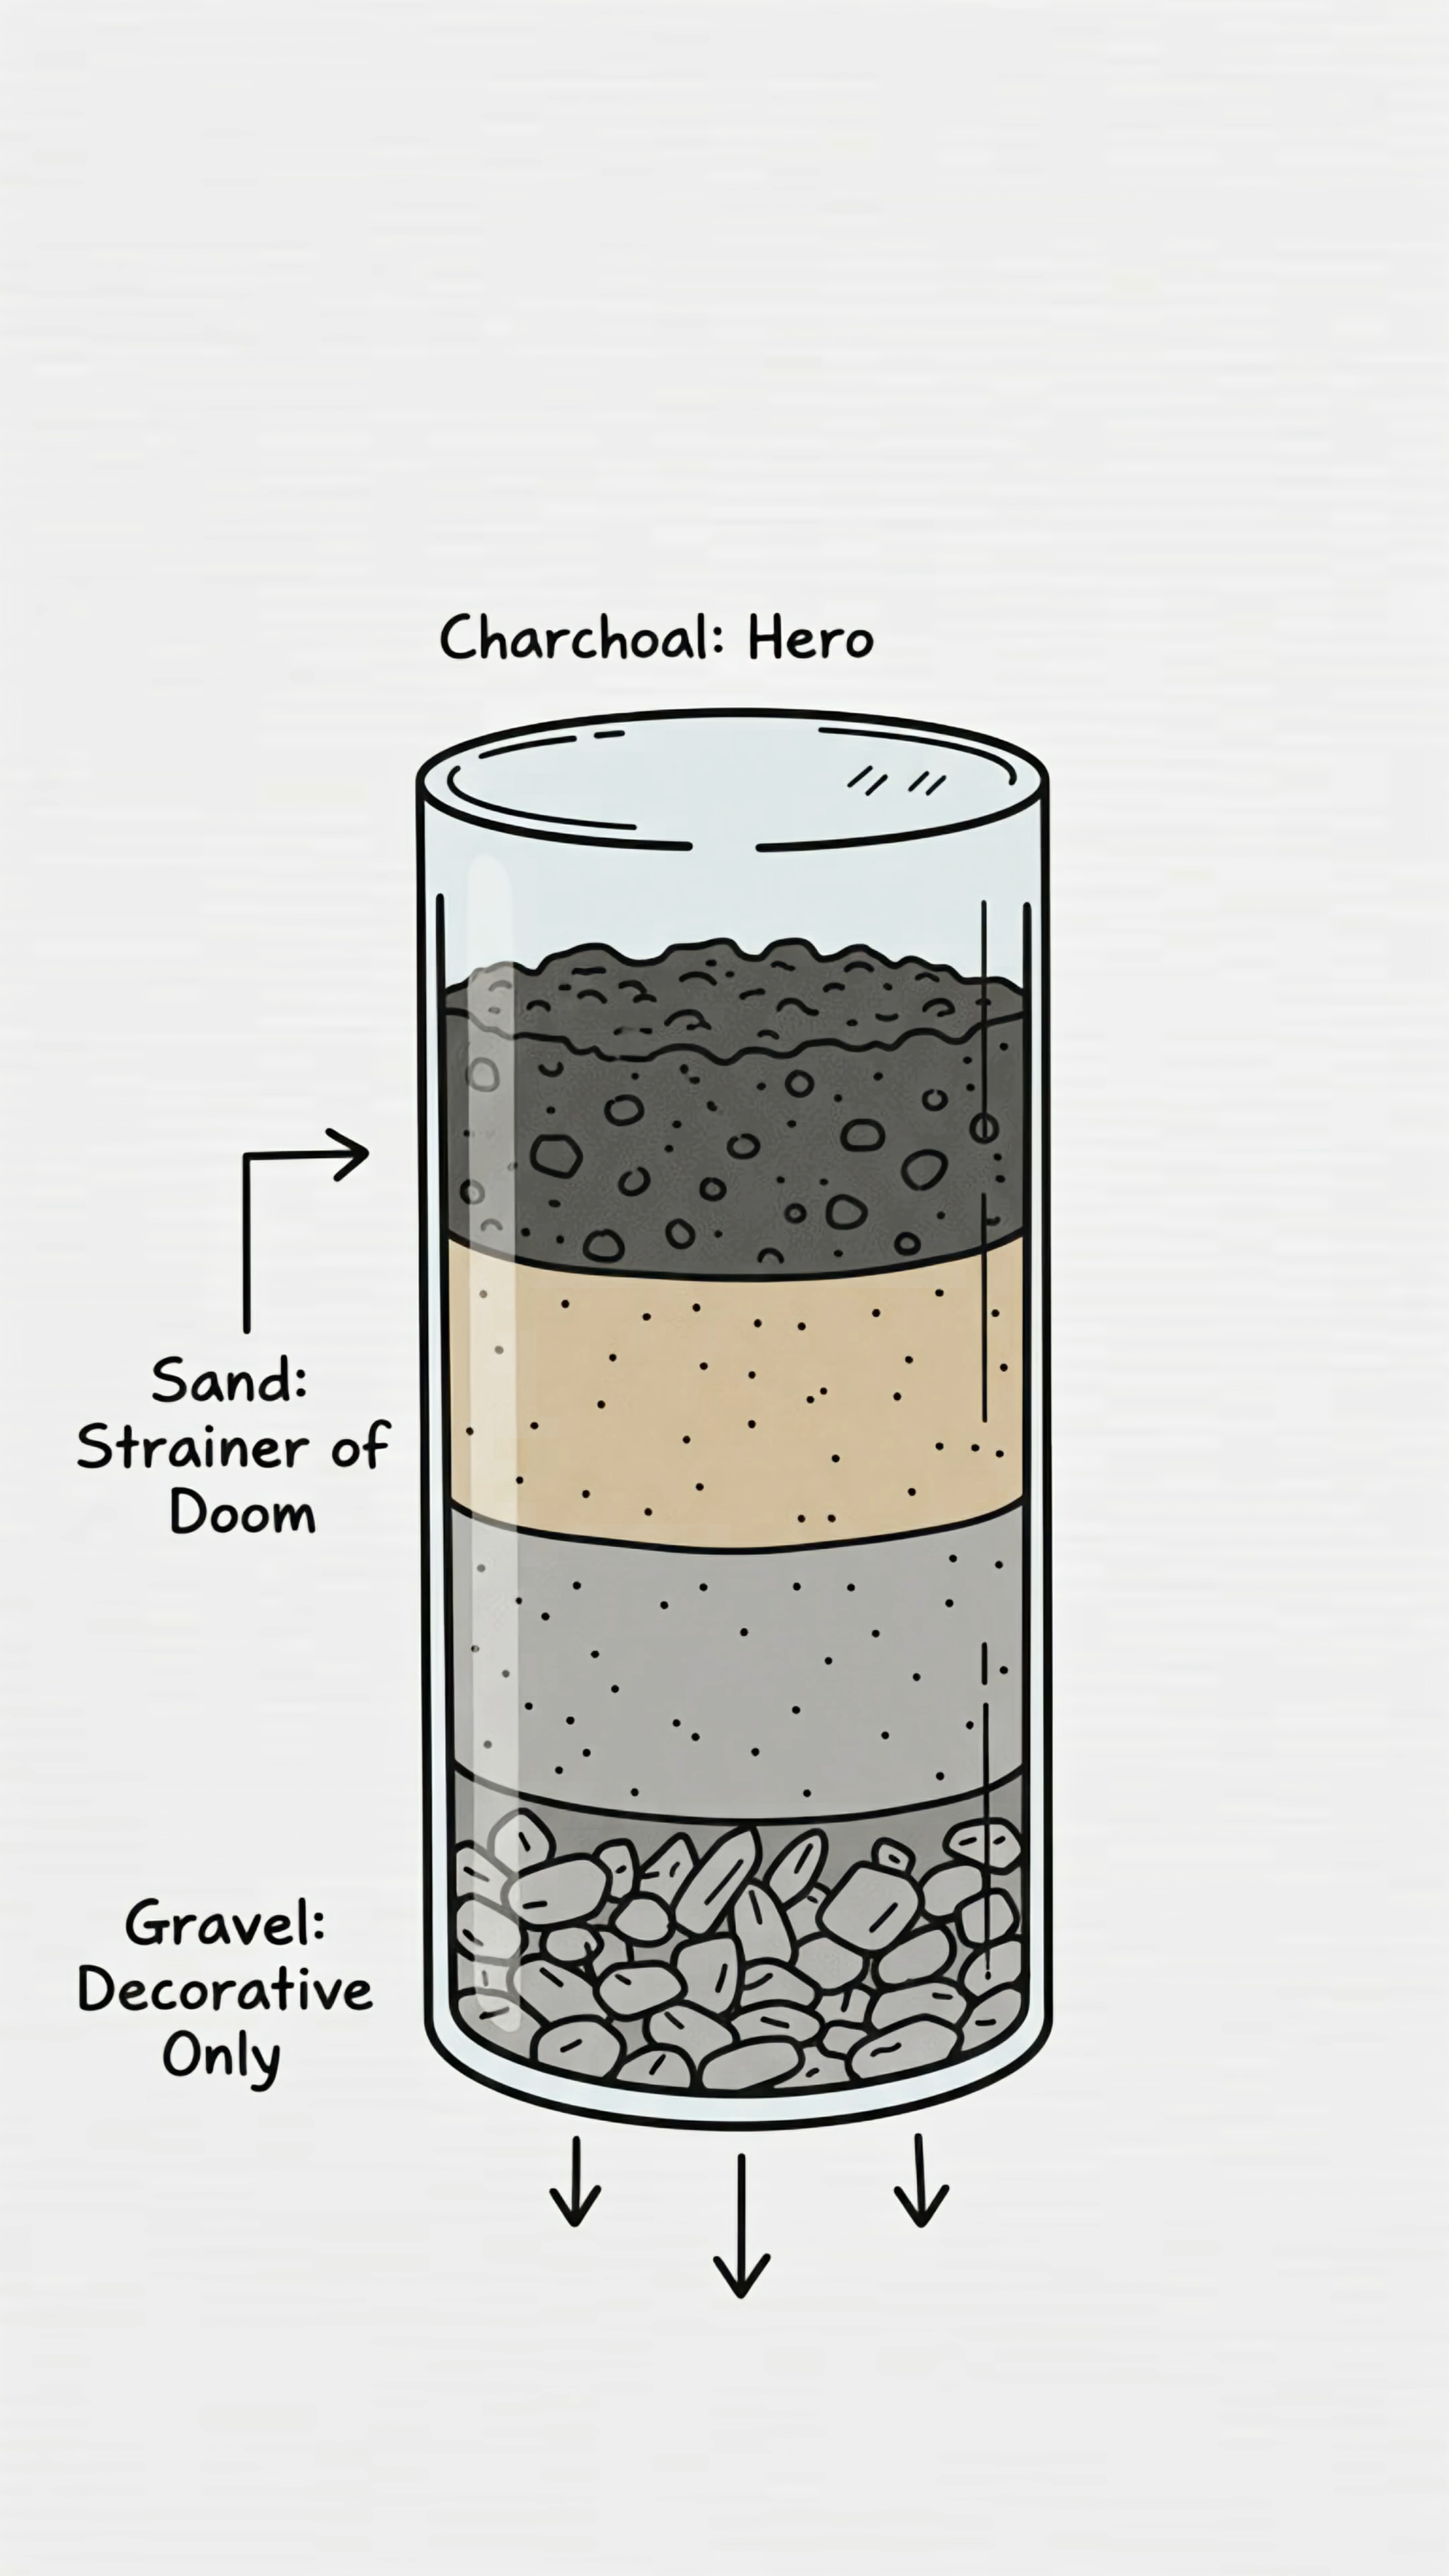 Charchoal: Hero
Sand:
Strainer of
Doom
Gravel:
Decorative
Only